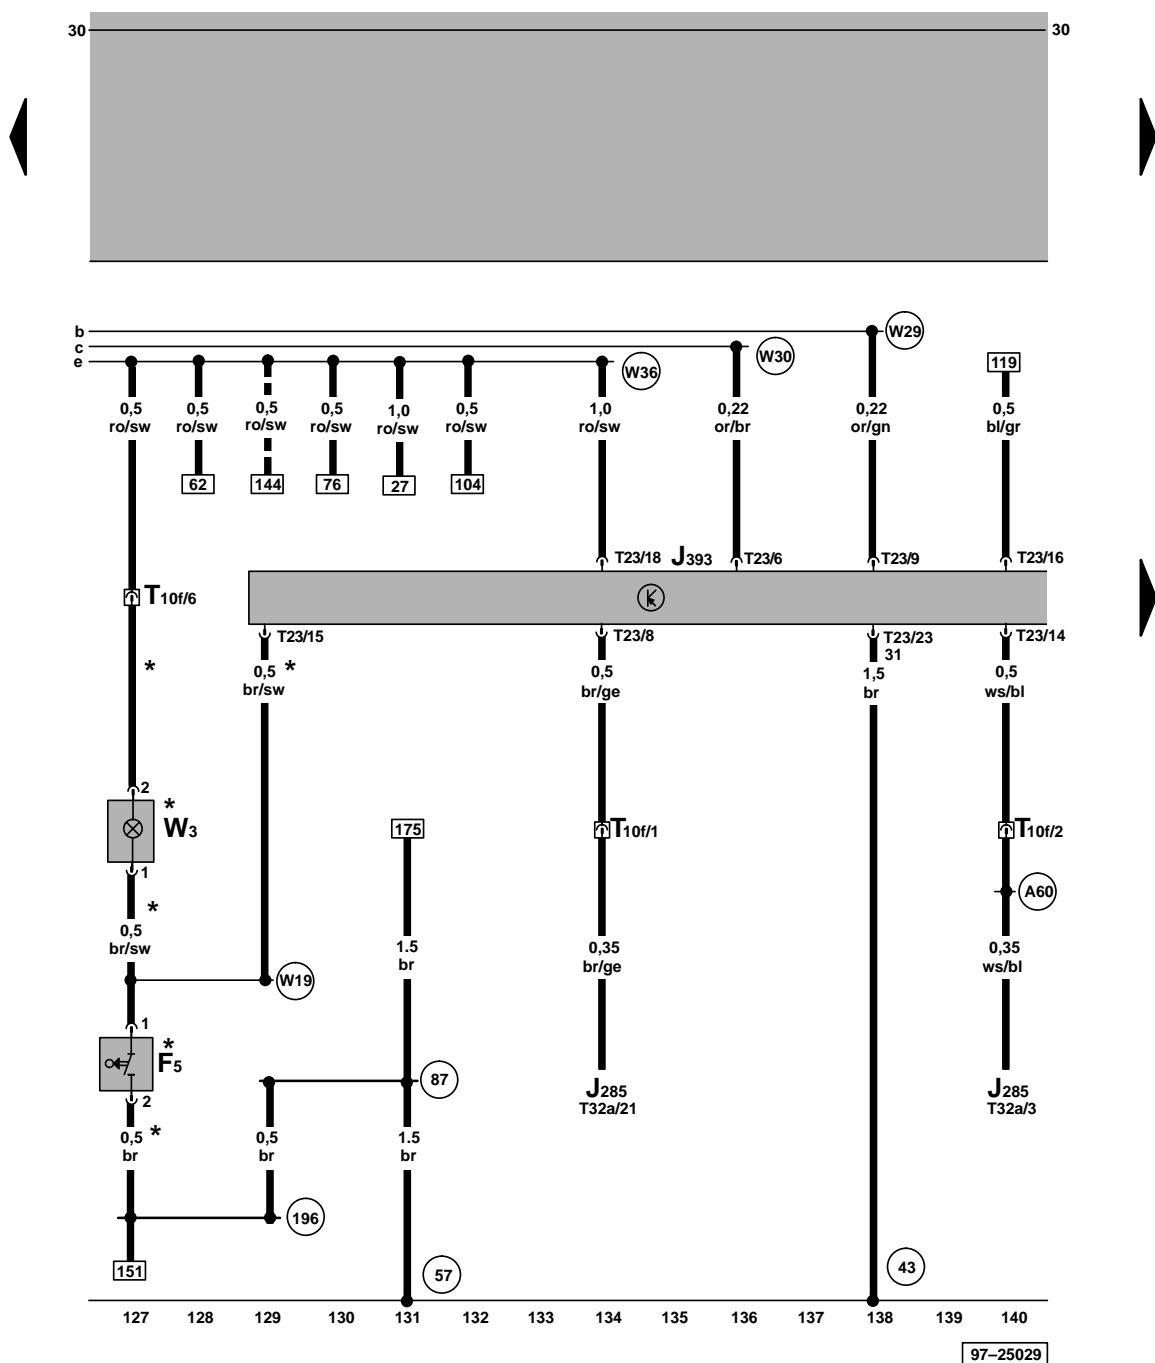 30 30
b
W29
c
W30
e
W36
119
0,5 0,5 0,5 0,5 1,0 0,5 1,0 0,22 0,22 0,5
ro/sw ro/sw ro/sw ro/sw ro/sw ro/sw ro/sw or/br or/gn bl/gr
62 144 76 27 104
T23/18 J393 T23/6 T23/9 T23/16
T10f/6
T23/15 T23/8 T23/23 T23/14
31
* 0,5 * 0,5 1,5 0,5
br/sw br/ge br ws/bl
2
*
W3 175 T10f/1 T10f/2
1
A60
*
0,5 1.5 0,35 0,35
br/sw br br/ge ws/bl
W19
1
*
F5
87
2
J285 J285
T32a/21 T32a/3
0,5 * 0,5 1.5
br br br
196
151 57 43
127 128 129 130 131 132 133 134 135 136 137 138 139 140
97–25029